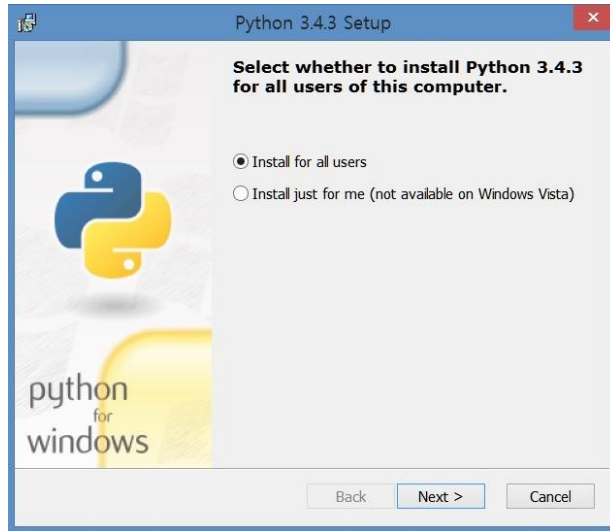 Python 3.4.3 Setup
Select whether to install Python 3.4.3
for all users of this computer.
Install for all users
Install just for me (not available on Windows Vista)
python
for
windows
Back
Next >
Cancel